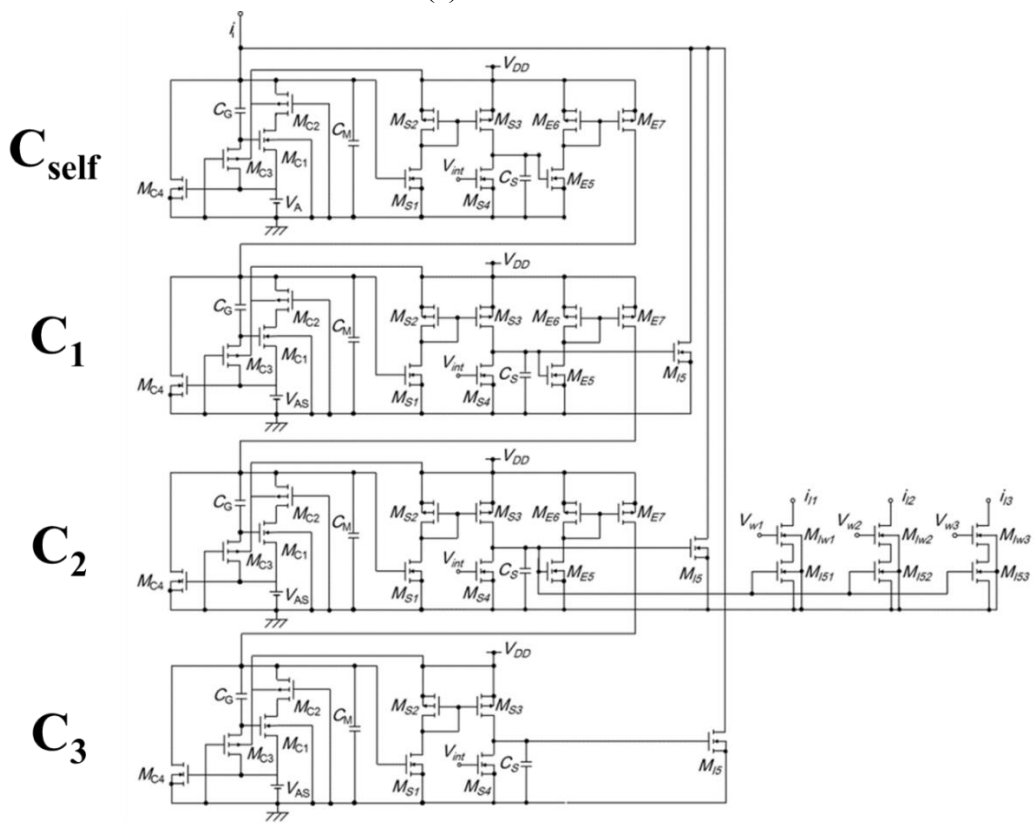 i_i
C_self
C_G
M_C2
M_C1
M_C3
M_C4
V_A
C_M
V_DD
M_S2
M_S3
M_E6
M_E7
V_int
C_S
M_E5
M_S1
M_S4
C_1
C_G
M_C2
M_C1
M_C3
M_C4
V_AS
C_M
V_DD
M_S2
M_S3
M_E6
M_E7
V_int
C_S
M_E5
M_S1
M_S4
M_I5
C_2
C_G
M_C2
M_C1
M_C3
M_C4
V_AS
C_M
V_DD
M_S2
M_S3
M_E6
M_E7
V_int
C_S
M_E5
M_S1
M_S4
M_I5
i_I1
i_I2
i_I3
V_w1
M_Iw1
V_w2
M_Iw2
V_w3
M_Iw3
M_I51
M_I52
M_I53
C_3
C_G
M_C2
M_C1
M_C3
M_C4
V_AS
C_M
V_DD
M_S2
M_S3
V_int
C_S
M_S1
M_S4
M_I5